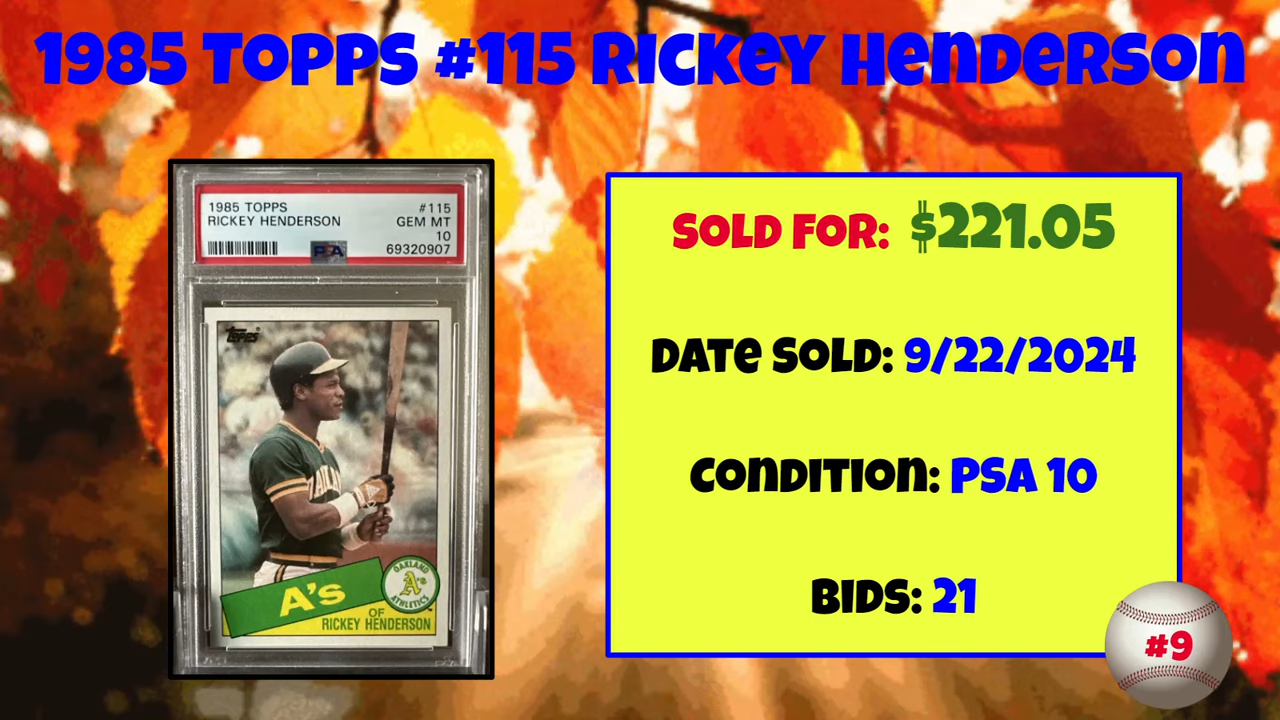 1985 TOPPS #115 RICKEY HENDERSON
1985 TOPPS #115
RICKEY HENDERSON GEM MT
10
PSA 69320907
TOPPS
OAKLAND
A's
OAKLAND
A's
ATHLETICS
OF
RICKEY HENDERSON
SOLD FOR: $221.05
DATE SOLD: 9/22/2024
CONDITION: PSA 10
BIDS: 21
#9